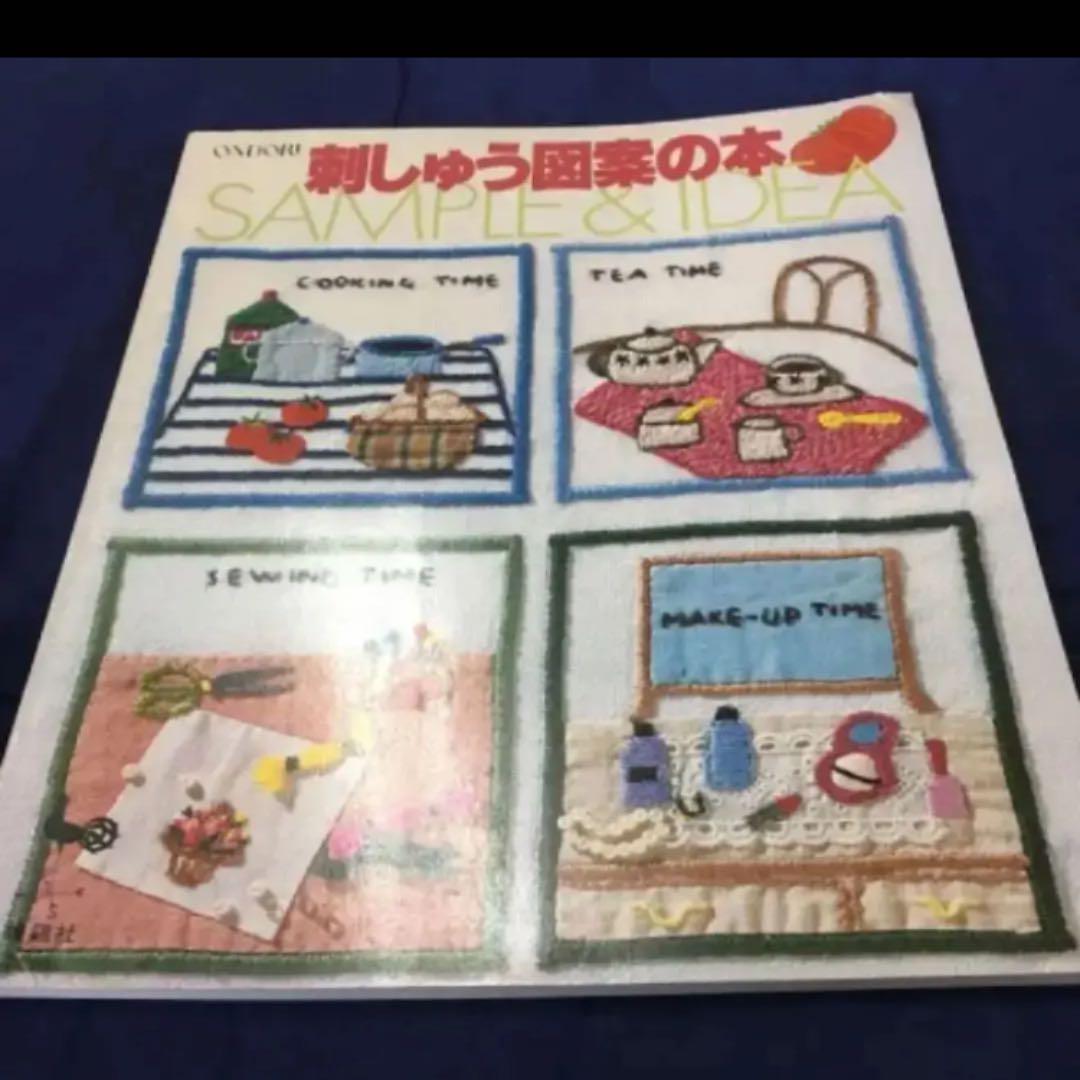 ONDORI 刺しゅう図案の本
SAMPLE & IDEA
COOKING TIME
TEA TIME
SEWING TIME
MAKE-UP TIME